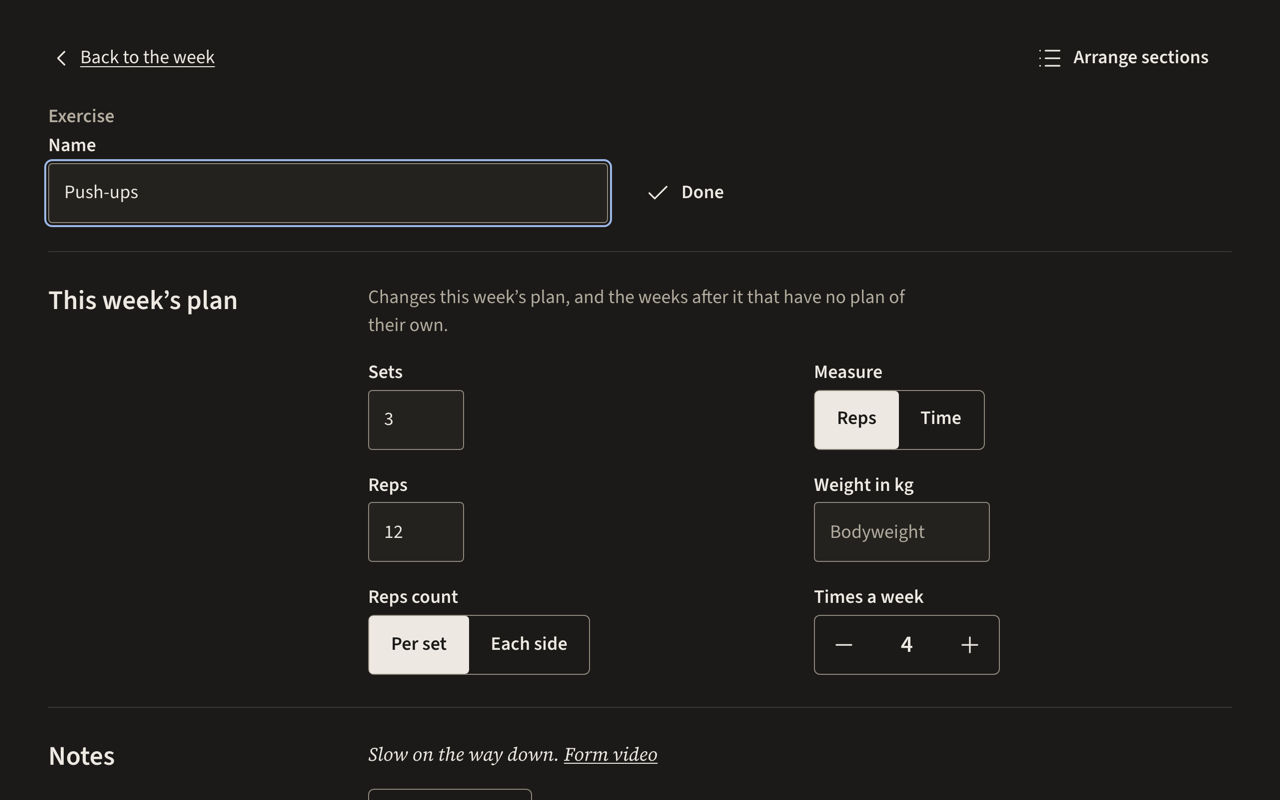 Back to the week
Arrange sections
Exercise
Name
Push-ups
Done
This week’s plan
Changes this week’s plan, and the weeks after it that have no plan of
their own.
Sets
3
Measure
Reps
Time
Reps
12
Weight in kg
Bodyweight
Reps count
Per set
Each side
Times a week
4
Notes
Slow on the way down. Form video